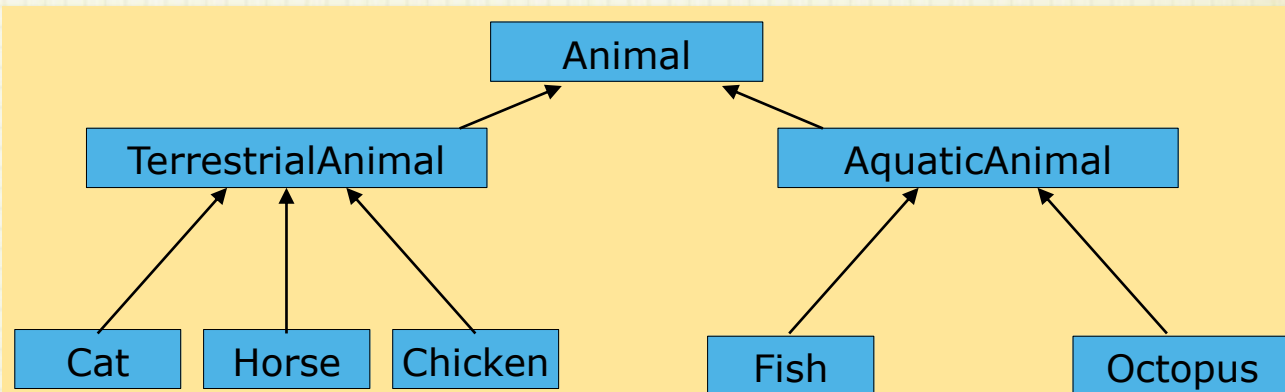 Animal
TerrestrialAnimal
AquaticAnimal
Cat
Horse
Chicken
Fish
Octopus